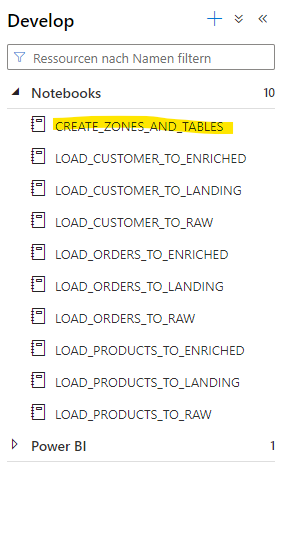 Develop
Ressourcen nach Namen filtern
Notebooks 10
CREATE_ZONES_AND_TABLES
LOAD_CUSTOMER_TO_ENRICHED
LOAD_CUSTOMER_TO_LANDING
LOAD_CUSTOMER_TO_RAW
LOAD_ORDERS_TO_ENRICHED
LOAD_ORDERS_TO_LANDING
LOAD_ORDERS_TO_RAW
LOAD_PRODUCTS_TO_ENRICHED
LOAD_PRODUCTS_TO_LANDING
LOAD_PRODUCTS_TO_RAW
Power BI 1